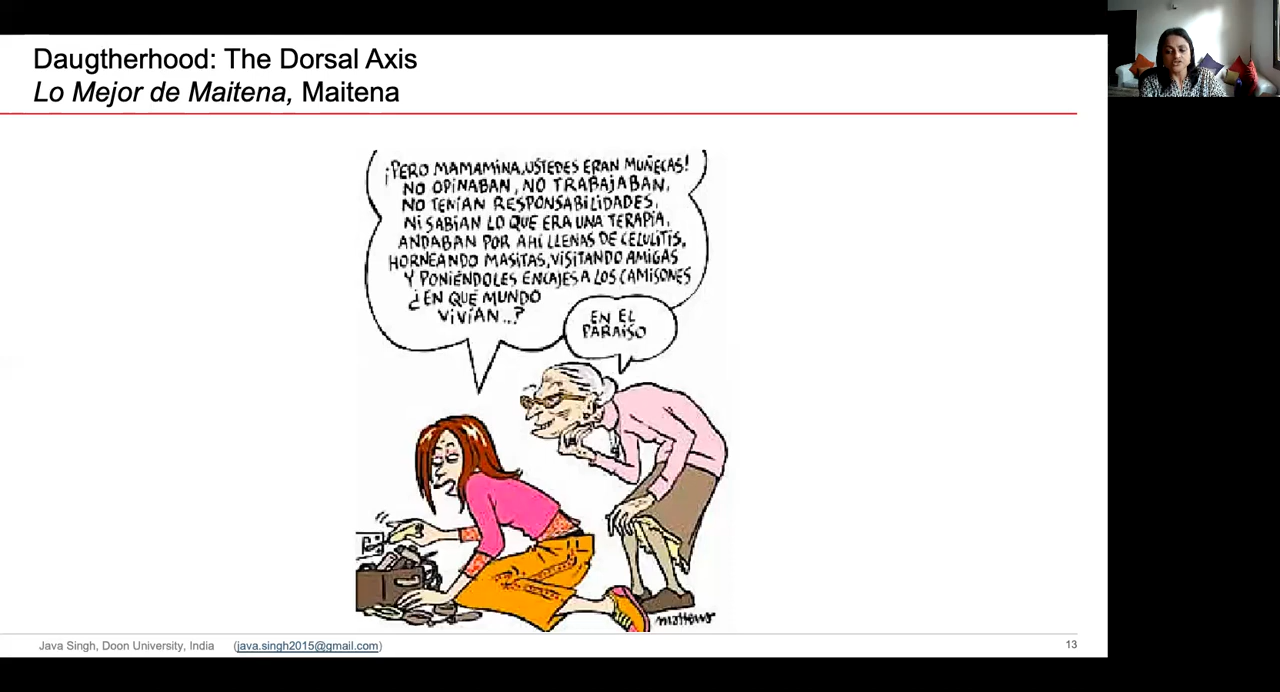 Daugtherhood: The Dorsal Axis
Lo Mejor de Maitena, Maitena
¡PERO MAMAMINA, USTEDES ERAN MUÑECAS!
NO OPINABAN, NO TRABAJABAN,
NO TENÍAN RESPONSABILIDADES,
NI SABÍAN LO QUE ERA UNA TERAPIA,
ANDABAN POR AHÍ LLENAS DE CELULITIS,
HORNEANDO MASITAS, VISITANDO AMIGAS
Y PONIÉNDOLES ENCAJES A LOS CAMISONES
¿EN QUÉ MUNDO
VIVÍAN...?
EN EL
PARAÍSO
maitena
Java Singh, Doon University, India (java.singh2015@gmail.com)
13